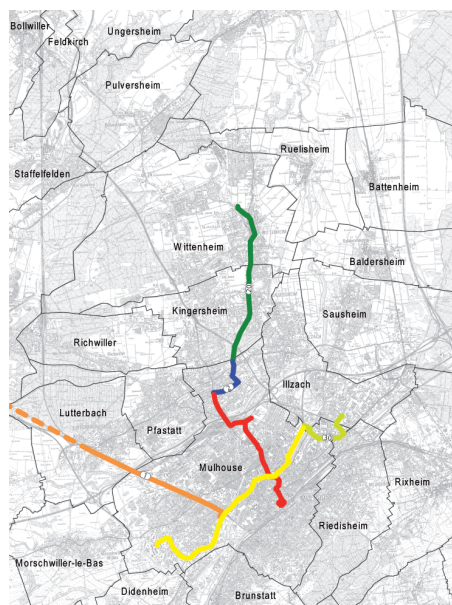 Bollwiller
Ungersheim
Feldkirch
Pulversheim
Ruelisheim
Staffelfelden
Battenheim
Wittenheim
Baldersheim
Kingersheim
Sausheim
Richwiller
Illzach
Lutterbach
Pfastatt
Mulhouse
Rixheim
Riedisheim
Morschwiller-le-Bas
Didenheim
Brunstatt